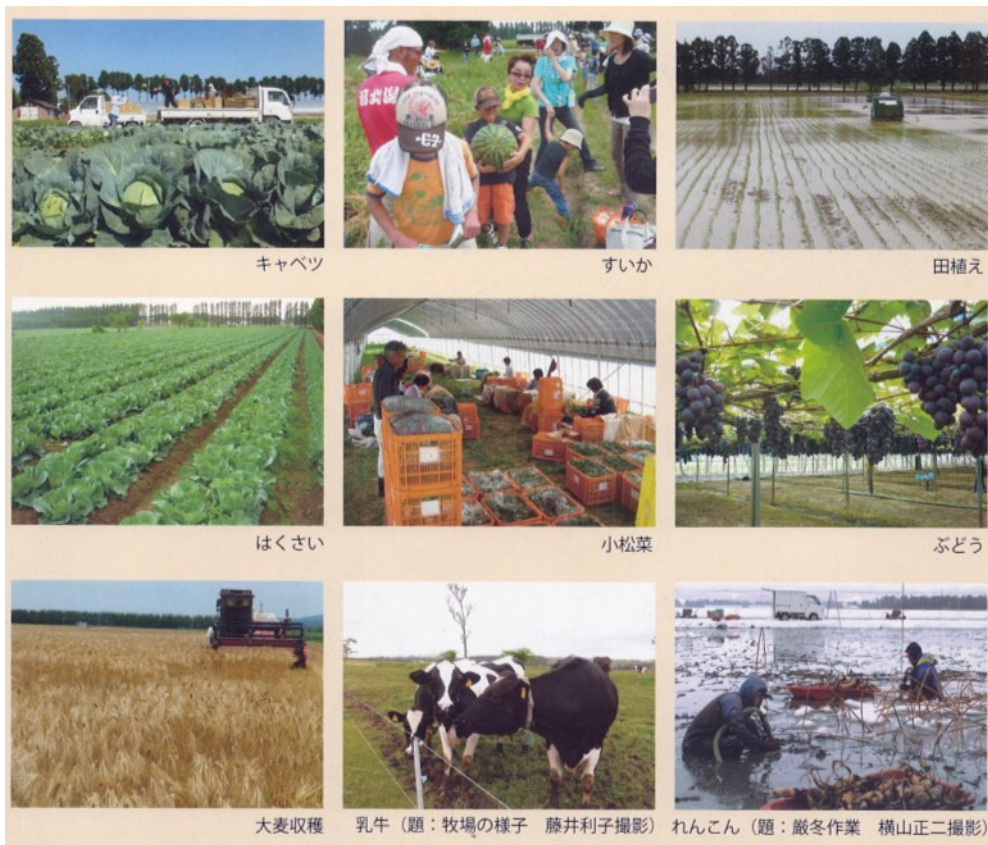 キャベツ
すいか
田植え
はくさい
小松菜
ぶどう
大麦収穫
乳牛（題：牧場の様子　藤井利子撮影）
れんこん（題：厳冬作業　横山正二撮影）